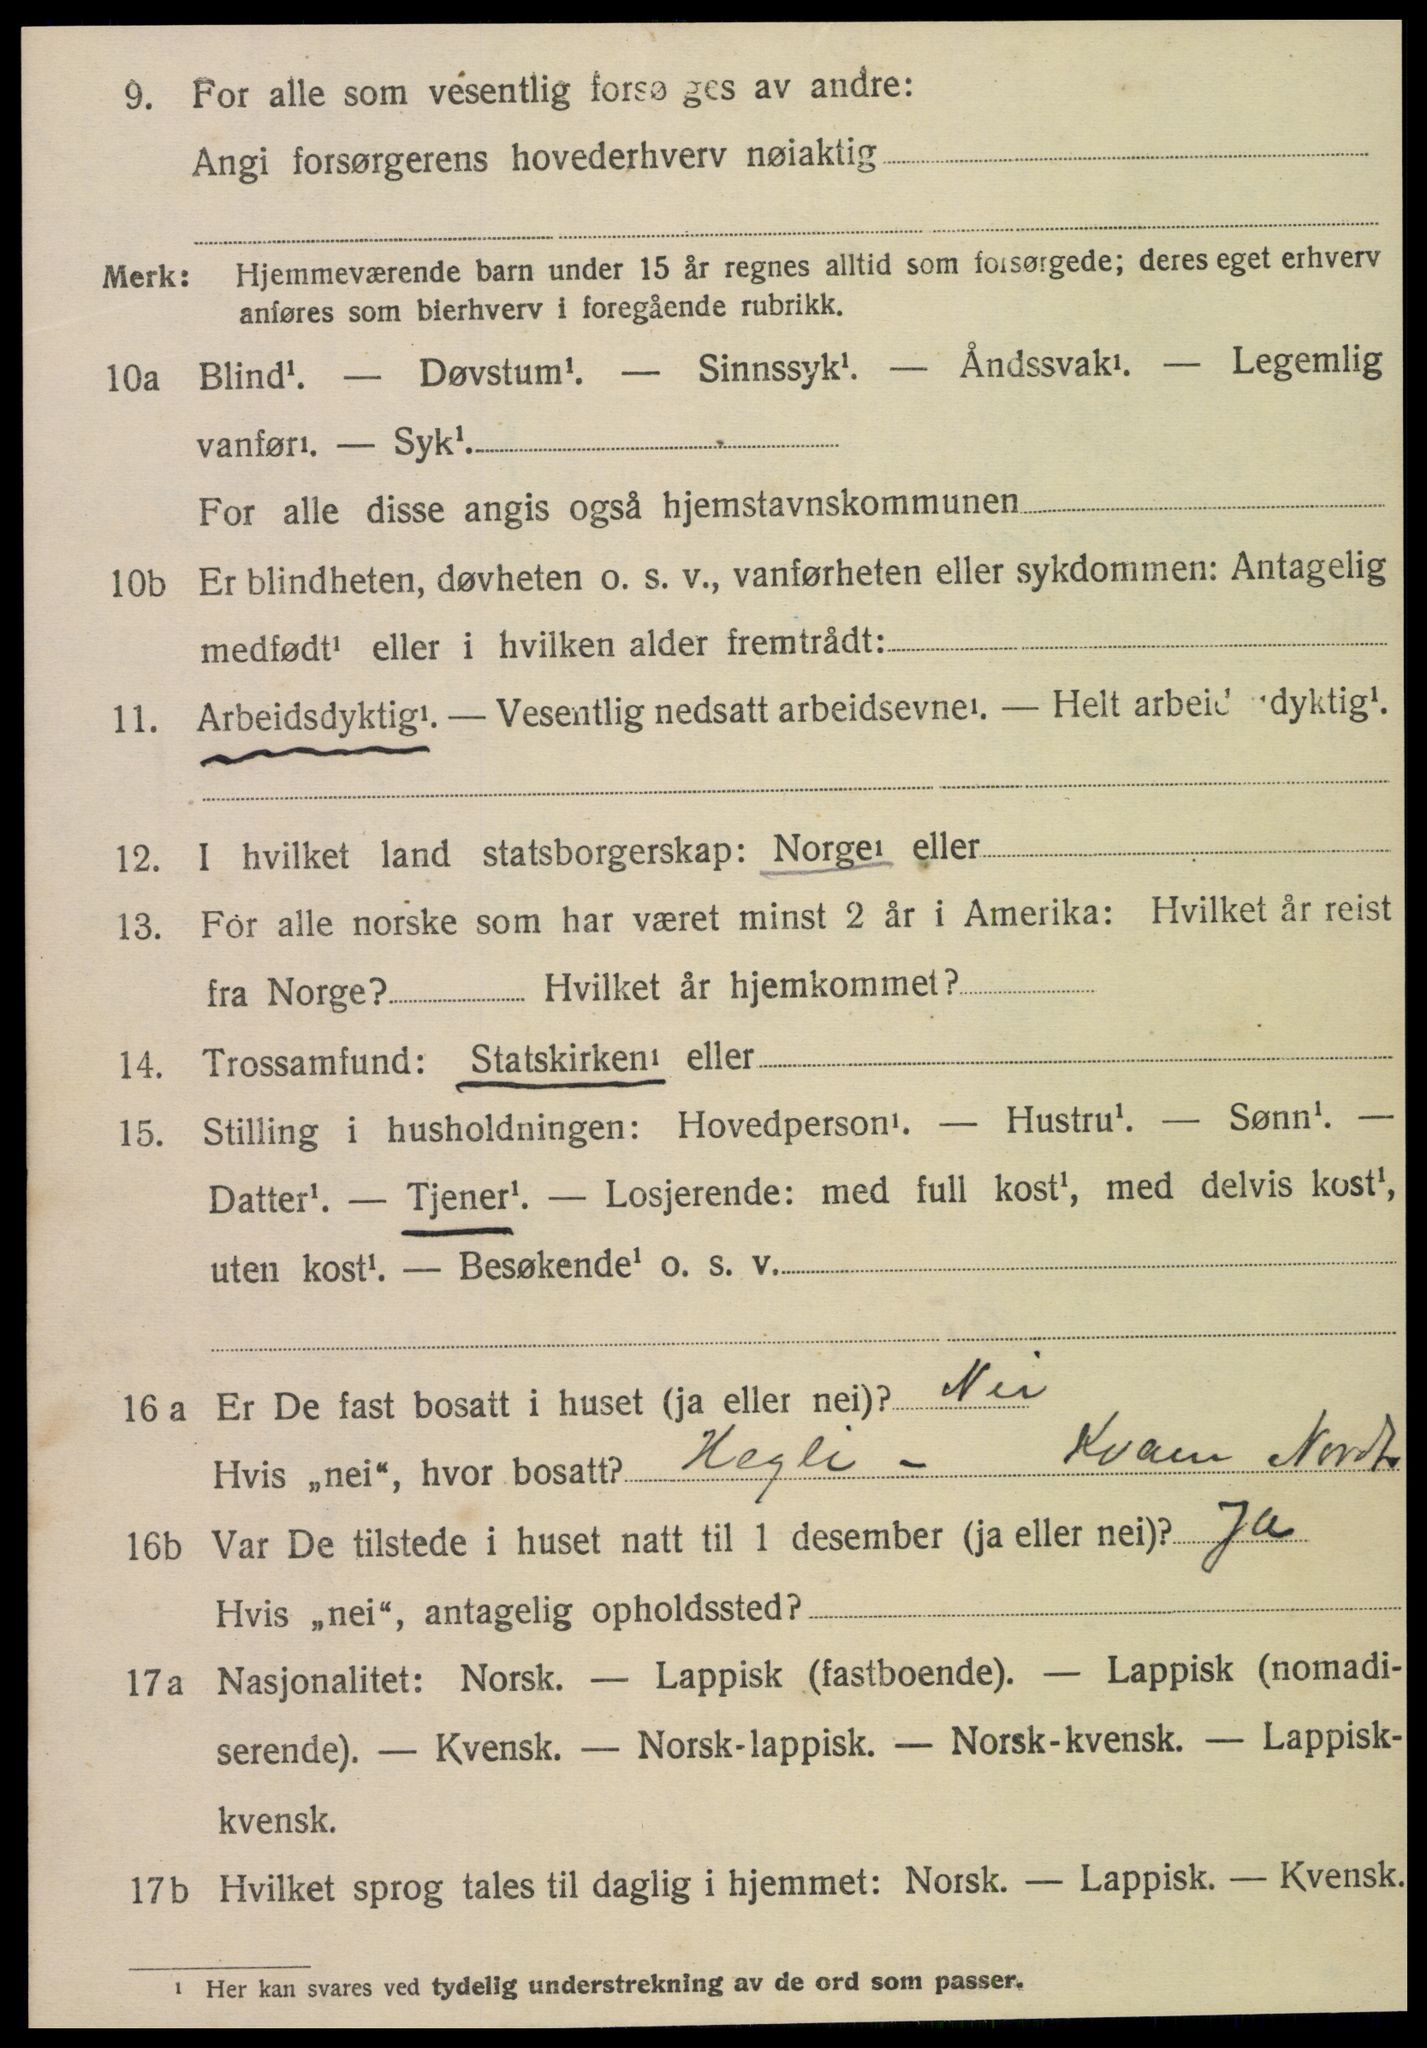 9. For alle som vesentlig forsø ges av andre:
Angi forsørgerens hovederhverv nøiaktig
Merk: Hjemmeværende barn under 15 år regnes alltid som forsørgede; deres eget erhverv
anføres som bierhverv i foregående rubrikk.
10a Blind¹. — Døvstum¹. — Sinnssyk¹. — Åndssvak¹. — Legemlig
vanfør¹. — Syk¹.
For alle disse angis også hjemstavnskommunen
10b Er blindheten, døvheten o. s. v., vanførheten eller sykdommen: Antagelig
medfødt¹ eller i hvilken alder fremtrådt:
11. Arbeidsdyktig¹. — Vesentlig nedsatt arbeidsevne¹. — Helt arbeid dyktig¹.
12. I hvilket land statsborgerskap: Norge¹ eller
13. For alle norske som har været minst 2 år i Amerika: Hvilket år reist
fra Norge? Hvilket år hjemkommet?
14. Trossamfund: Statskirken¹ eller
15. Stilling i husholdningen: Hovedperson¹. — Hustru¹. — Sønn¹. —
Datter¹. — Tjener¹. — Losjerende: med full kost¹, med delvis kost¹,
uten kost¹. — Besøkende¹ o. s. v.
16 a Er De fast bosatt i huset (ja eller nei)? Nei
Hvis „nei“, hvor bosatt? Hegli - Kvam Nordt.
16b Var De tilstede i huset natt til 1 desember (ja eller nei)? Ja
Hvis „nei“, antagelig opholdssted?
17a Nasjonalitet: Norsk. — Lappisk (fastboende). — Lappisk (nomadi-
serende). — Kvensk. — Norsk-lappisk. — Norsk-kvensk. — Lappisk-
kvensk.
17b Hvilket sprog tales til daglig i hjemmet: Norsk. — Lappisk. — Kvensk.
¹ Her kan svares ved tydelig understrekning av de ord som passer.